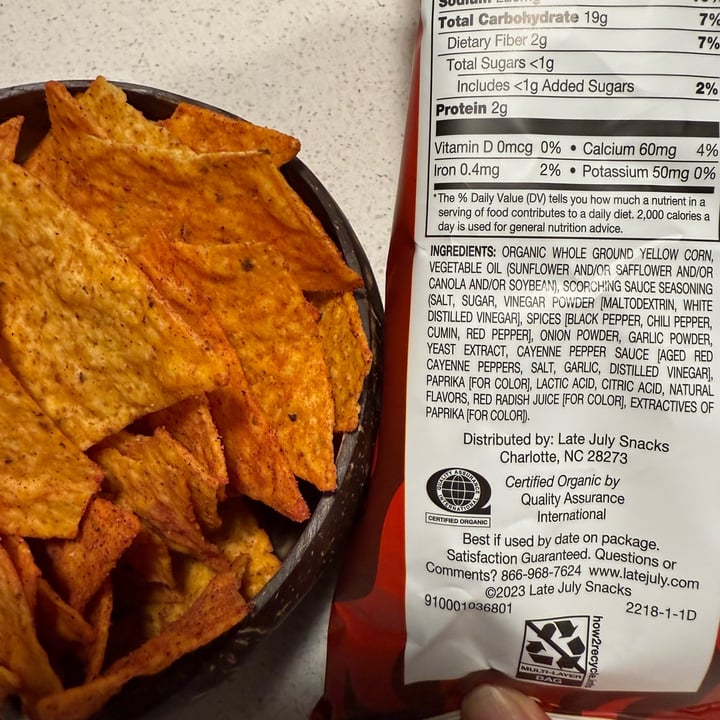 Sodium
Total Carbohydrate 19g 7%
Dietary Fiber 2g 7%
Total Sugars <1g
Includes <1g Added Sugars 2%
Protein 2g
Vitamin D 0mcg 0% • Calcium 60mg 4%
Iron 0.4mg 2% • Potassium 50mg 0%
*The % Daily Value (DV) tells you how much a nutrient in a
serving of food contributes to a daily diet. 2,000 calories a
day is used for general nutrition advice.
INGREDIENTS: ORGANIC WHOLE GROUND YELLOW CORN,
VEGETABLE OIL (SUNFLOWER AND/OR SAFFLOWER AND/OR
CANOLA AND/OR SOYBEAN), SCORCHING SAUCE SEASONING
(SALT, SUGAR, VINEGAR POWDER [MALTODEXTRIN, WHITE
DISTILLED VINEGAR], SPICES [BLACK PEPPER, CHILI PEPPER,
CUMIN, RED PEPPER], ONION POWDER, GARLIC POWDER,
YEAST EXTRACT, CAYENNE PEPPER SAUCE [AGED RED
CAYENNE PEPPERS, SALT, GARLIC, DISTILLED VINEGAR],
PAPRIKA [FOR COLOR], LACTIC ACID, CITRIC ACID, NATURAL
FLAVORS, RED RADISH JUICE [FOR COLOR], EXTRACTIVES OF
PAPRIKA [FOR COLOR]).
Distributed by: Late July Snacks
Charlotte, NC 28273
QUALITY ASSURANCE
INTERNATIONAL
CERTIFIED ORGANIC
Certified Organic by
Quality Assurance
International
Best if used by date on package.
Satisfaction Guaranteed. Questions or
Comments? 866-968-7624 www.latejuly.com
©2023 Late July Snacks
910001036801 2218-1-1D
MULTI-LAYER
BAG
how2recycle.info